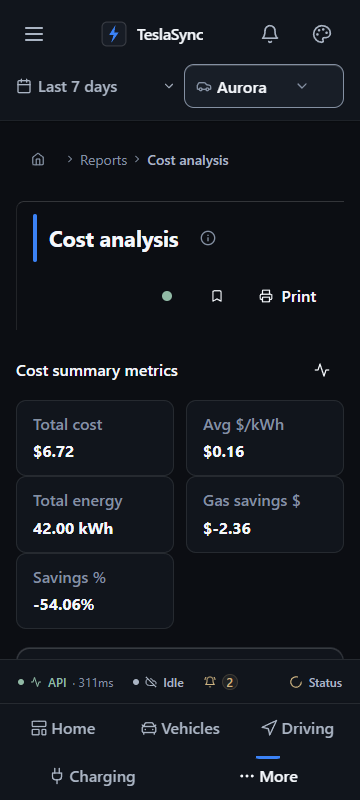 TeslaSync
Last 7 days
Aurora
Reports
Cost analysis
Cost analysis
Print
Cost summary metrics
Total cost
$6.72
Avg $/kWh
$0.16
Total energy
42.00 kWh
Gas savings $
$-2.36
Savings %
-54.06%
API · 311ms
Idle
2
Status
Home
Vehicles
Driving
Charging
More